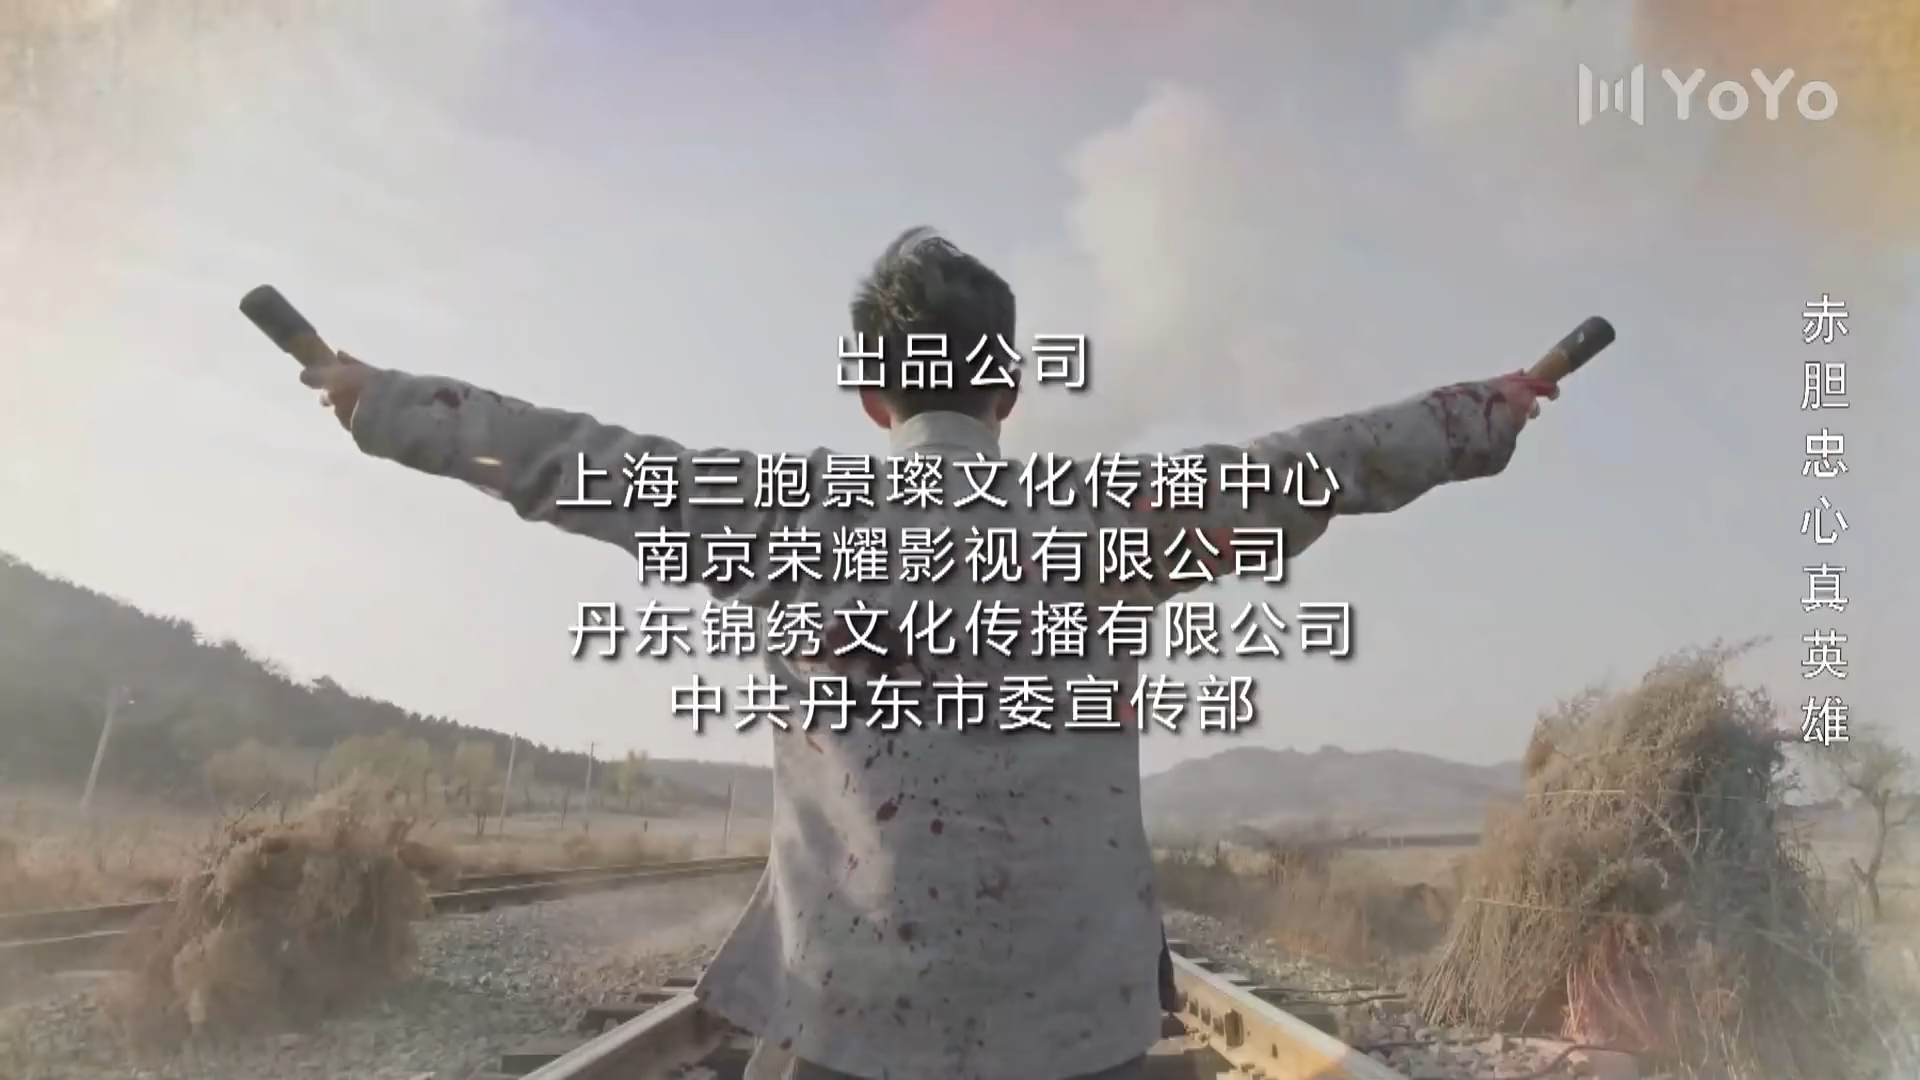 YoYo
出品公司
上海三胞景璨文化传播中心
南京荣耀影视有限公司
丹东锦绣文化传播有限公司
中共丹东市委宣传部
赤胆忠心真英雄